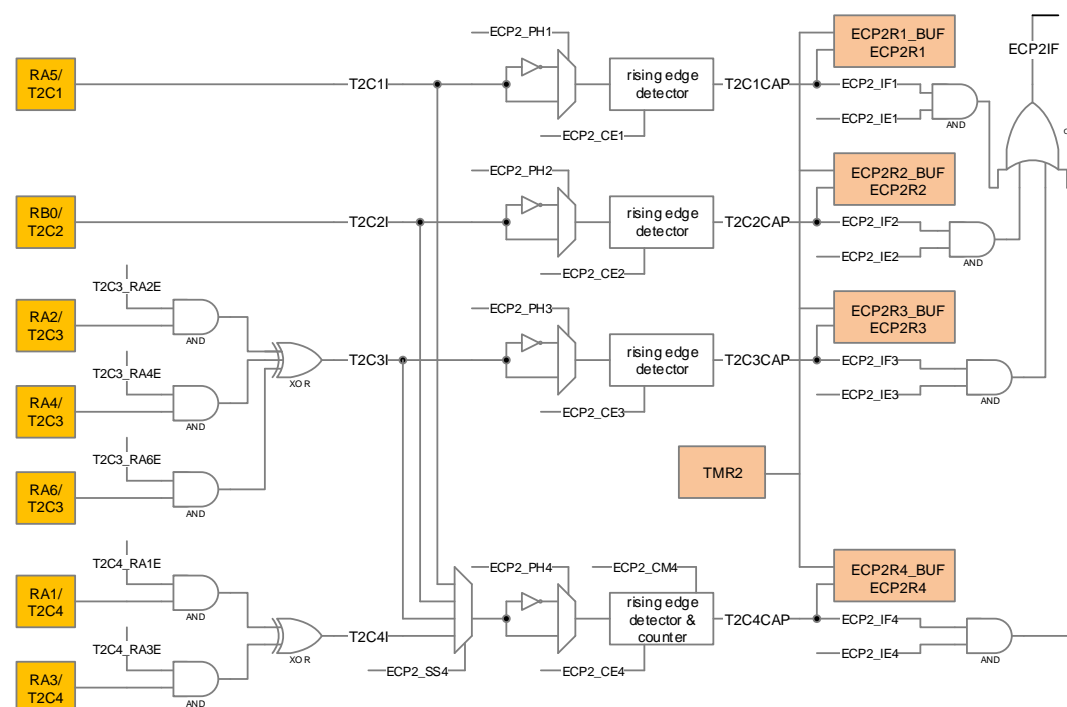 ECP2_PH1
ECP2R1_BUF
ECP2R1
ECP2IF
RA5/
T2C1
T2C1I
rising edge
detector
T2C1CAP
ECP2_IF1
ECP2_IE1
AND
ECP2_CE1
ECP2_PH2
ECP2R2_BUF
ECP2R2
RB0/
T2C2
T2C2I
rising edge
detector
T2C2CAP
ECP2_IF2
ECP2_IE2
AND
ECP2_CE2
T2C3_RA2E
RA2/
T2C3
AND
ECP2_PH3
ECP2R3_BUF
ECP2R3
T2C3I
XOR
rising edge
detector
T2C3CAP
ECP2_IF3
ECP2_IE3
AND
ECP2_CE3
T2C3_RA4E
RA4/
T2C3
AND
T2C3_RA6E
RA6/
T2C3
AND
TMR2
T2C4_RA1E
RA1/
T2C4
AND
ECP2_PH4
ECP2_CM4
ECP2R4_BUF
ECP2R4
rising edge
detector &
counter
T2C4CAP
ECP2_IF4
ECP2_IE4
AND
T2C4I
XOR
ECP2_SS4
ECP2_CE4
T2C4_RA3E
RA3/
T2C4
AND